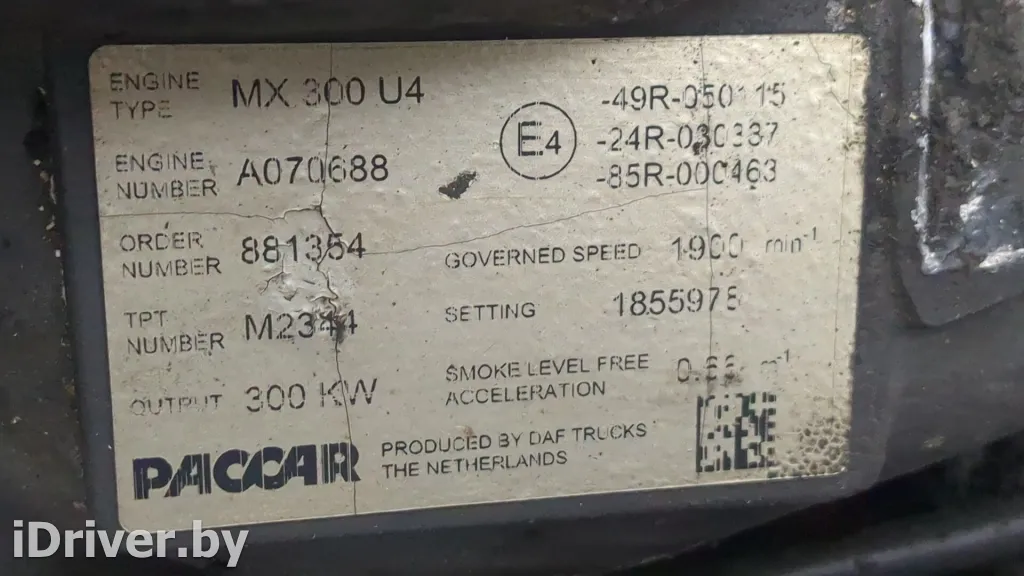 ENGINE TYPE MX 300 U4
ENGINE NUMBER A070688
ORDER NUMBER 881354
TPT NUMBER M2344
OUTPUT 300 KW
E4
-49R-050115
-24R-030337
-85R-000463
GOVERNED SPEED 1900 min-1
SETTING
SMOKE LEVEL FREE
ACCELERATION
PACCAR
PRODUCED BY DAF TRUCKS
THE NETHERLANDS
iDriver.by